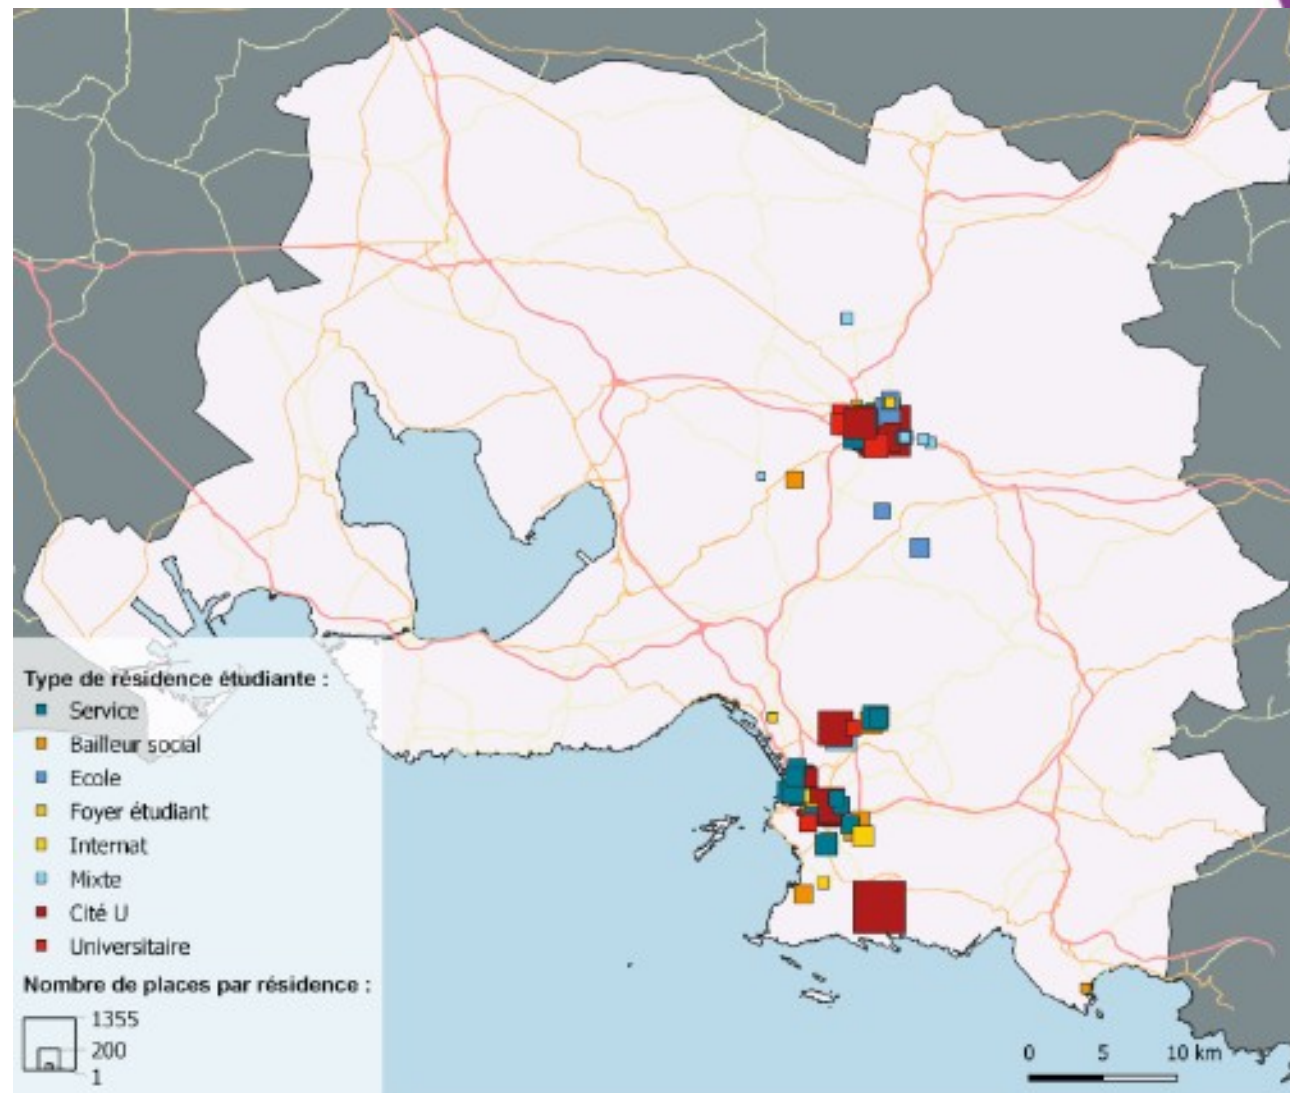 Type de résidence étudiante :
Service
Bailleur social
Ecole
Foyer étudiant
Internat
Mixte
Cité U
Universitaire
Nombre de places par résidence :
1355
200
1
0 5 10 km